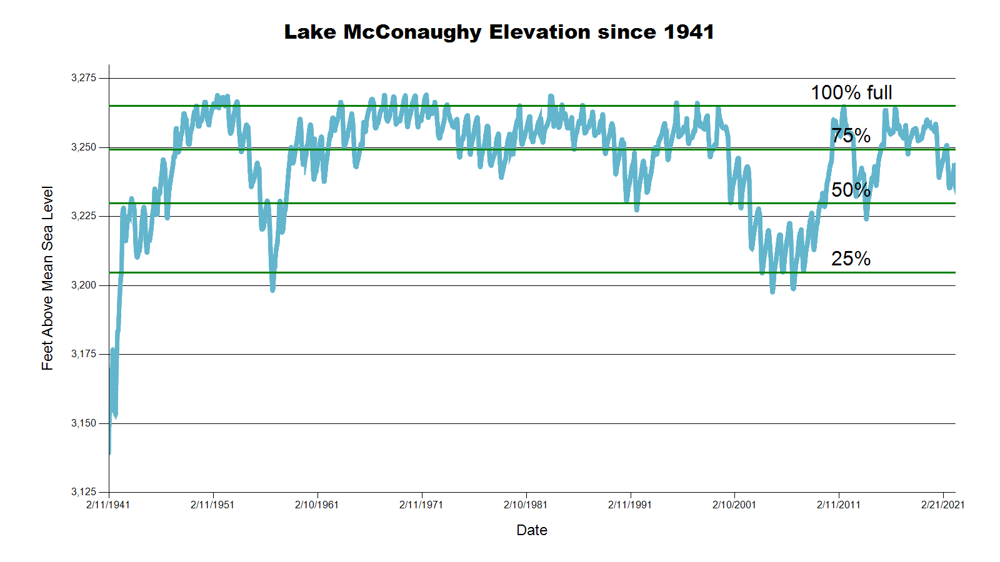 Lake McConaughy Elevation since 1941
3,275
100% full
75%
3,250
50%
3,225
25%
3,200
3,175
3,150
3,125
Feet Above Mean Sea Level
2/11/1941 2/11/1951 2/10/1961 2/11/1971 2/10/1981 2/11/1991 2/10/2001 2/11/2011 2/21/2021
Date